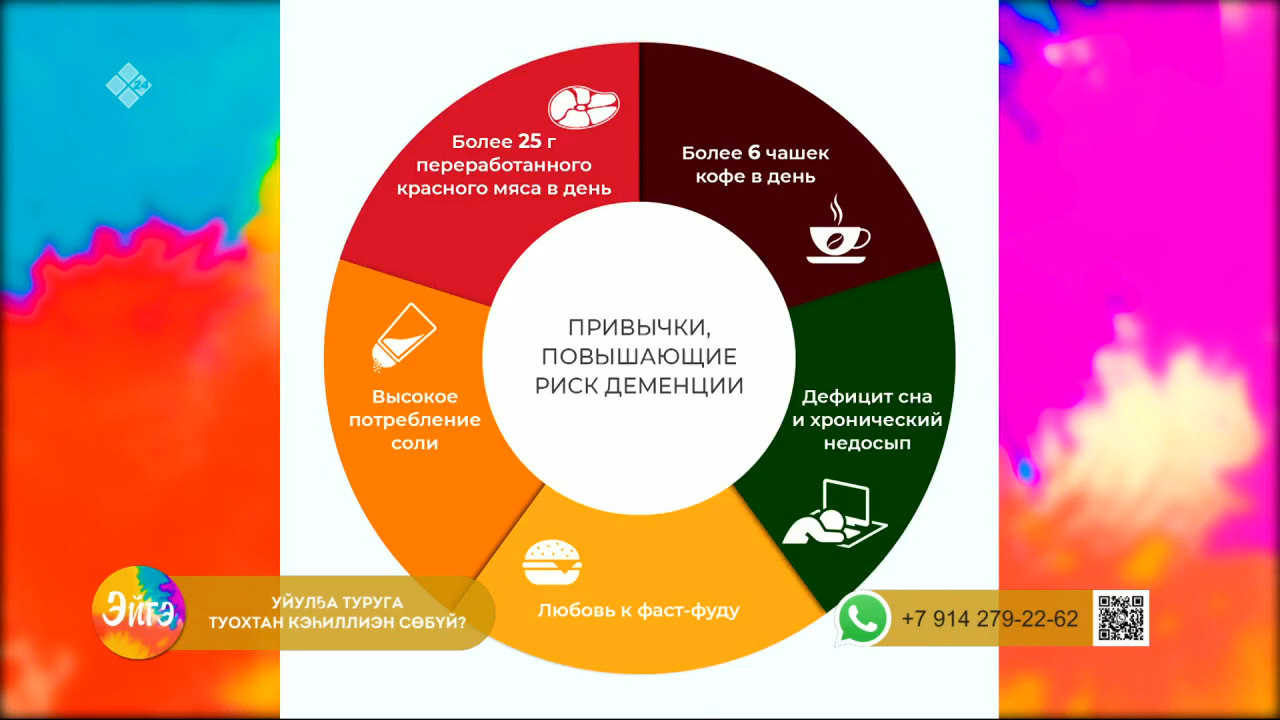 24
Более 25 г
переработанного
красного мяса в день
Более 6 чашек
кофе в день
ПРИВЫЧКИ,
ПОВЫШАЮЩИЕ
РИСК ДЕМЕНЦИИ
Высокое
потребление
соли
Дефицит сна
и хронический
недосып
Любовь к фаст-фуду
Эйгэ
УЙУЛҔА ТУРУГА
ТУОХТАН КЭҺИЛЛИЭН СӨБҮЙ?
+7 914 279-22-62